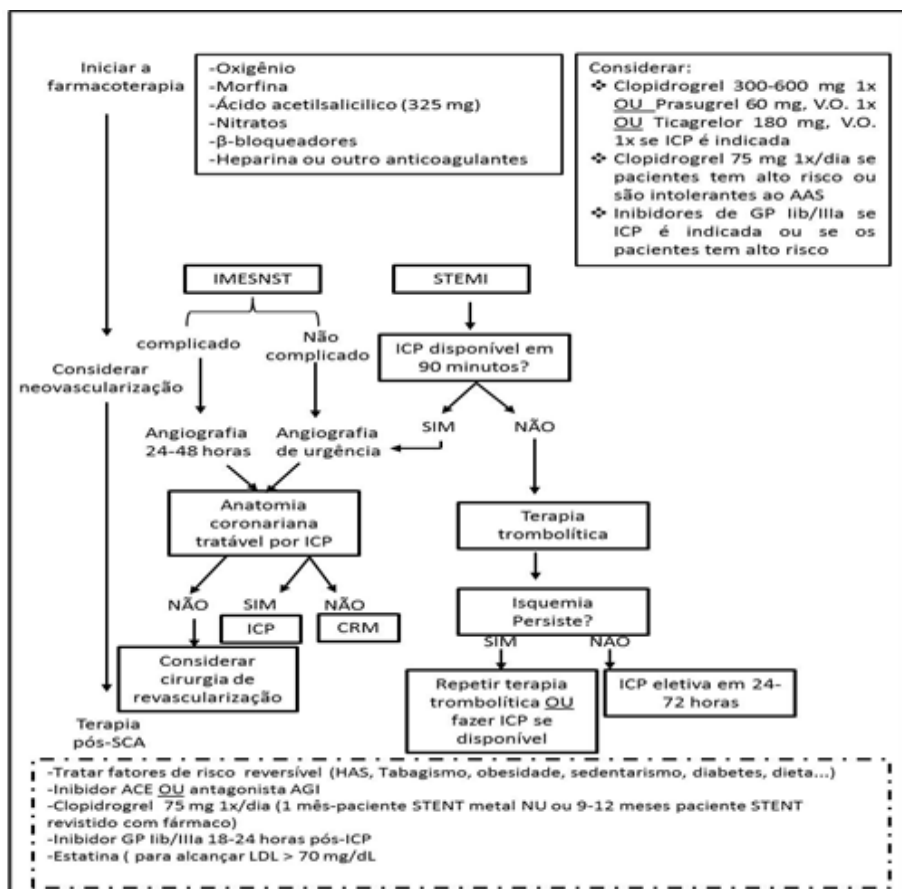 Iniciar a
farmacoterapia
-Oxigênio
-Morfina
-Ácido acetilsalicilico (325 mg)
-Nitratos
-β-bloqueadores
-Heparina ou outro anticoagulantes
Considerar:
❖ Clopidrogrel 300-600 mg 1x
OU Prasugrel 60 mg, V.O. 1x
OU Ticagrelor 180 mg, V.O.
1x se ICP é indicada
❖ Clopidrogrel 75 mg 1x/dia se
pacientes tem alto risco ou
são intolerantes ao AAS
❖ Inibidores de GP Iib/IIIa se
ICP é indicada ou se os
pacientes tem alto risco
IMESNST
STEMI
complicado
Não
complicado
ICP disponível em
90 minutos?
Considerar
neovascularização
SIM
NÃO
Angiografia
24-48 horas
Angiografia
de urgência
Anatomia
coronariana
tratável por ICP
Terapia
trombolítica
NÃO
SIM
NÃO
ICP
CRM
Isquemia
Persiste?
SIM
NAO
Considerar
cirurgia de
revascularização
Repetir terapia
trombolítica OU
fazer ICP se
disponível
ICP eletiva em 24-
72 horas
Terapia
pós-SCA
-Tratar fatores de risco reversível (HAS, Tabagismo, obesidade, sedentarismo, diabetes, dieta...)
-Inibidor ACE OU antagonista AGI
-Clopidrogrel 75 mg 1x/dia (1 mês-paciente STENT metal NU ou 9-12 meses paciente STENT
revistido com fármaco)
-Inibidor GP Iib/IIIa 18-24 horas pós-ICP
-Estatina ( para alcançar LDL > 70 mg/dL